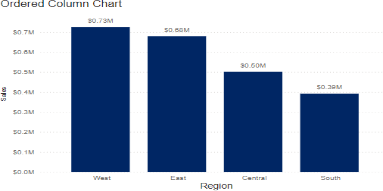 Ordered Column Chart
$0.73M
$0.7M
$0.68M
$0.6M
$0.5M
$0.50M
$0.4M
$0.39M
$0.3M
$0.2M
$0.1M
$0.0M
Sales
West East Central South
Region